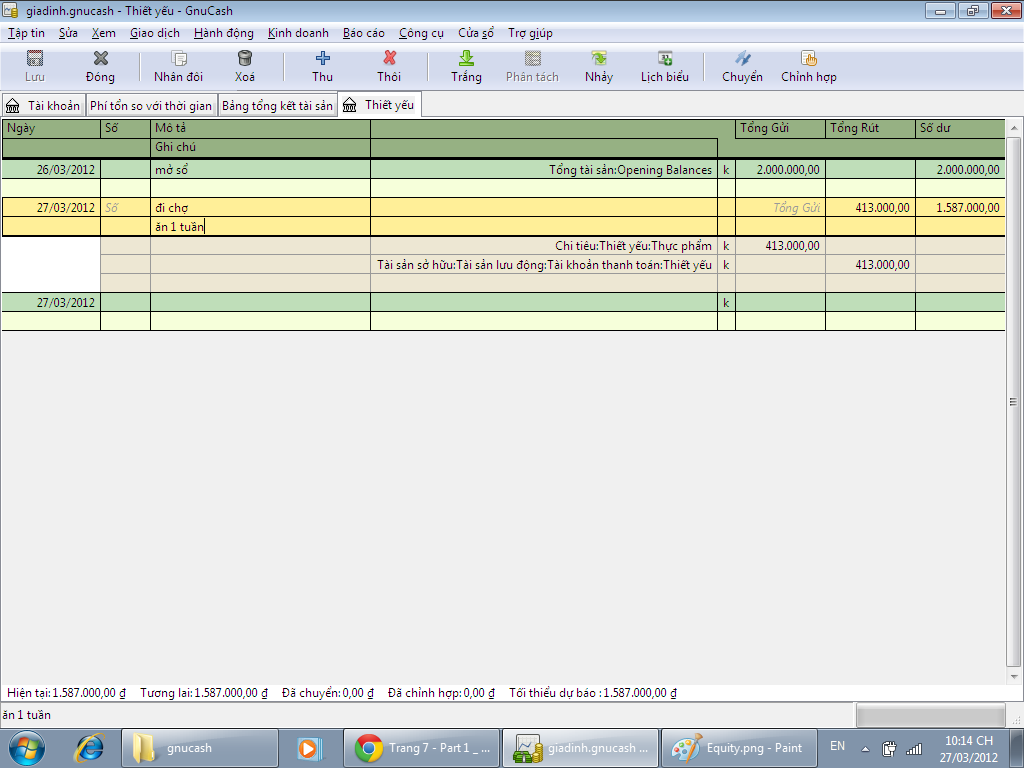 giadinh.gnucash - Thiết yếu - GnuCash
Tập tin Sửa Xem Giao dịch Hành động Kinh doanh Báo cáo Công cụ Cửa sổ Trợ giúp
Lưu Đóng Nhân đôi Xoá Thu Thôi Trắng Phân tách Nhảy Lịch biểu Chuyển Chỉnh hợp
Tài khoản Phí tổn so với thời gian Bảng tổng kết tài sản Thiết yếu
Ngày Số Mô tả Tổng Gửi Tổng Rút Số dư
Ghi chú
26/03/2012 mở sổ Tổng tài sản:Opening Balances k 2.000.000,00 2.000.000,00
27/03/2012 Số đi chợ Tổng Gửi 413.000,00 1.587.000,00
ăn 1 tuần
Chi tiêu:Thiết yếu:Thực phẩm k 413.000,00
Tài sản sở hữu:Tài sản lưu động:Tài khoản thanh toán:Thiết yếu k 413.000,00
27/03/2012 k
Hiện tại: 1.587.000,00 ₫ Tương lai: 1.587.000,00 ₫ Đã chuyển: 0,00 ₫ Đã chỉnh hợp: 0,00 ₫ Tối thiểu dự báo : 1.587.000,00 ₫
ăn 1 tuần
gnucash Trang 7 - Part 1 _ ... giadinh.gnucash ... Equity.png - Paint EN 10:14 CH
27/03/2012